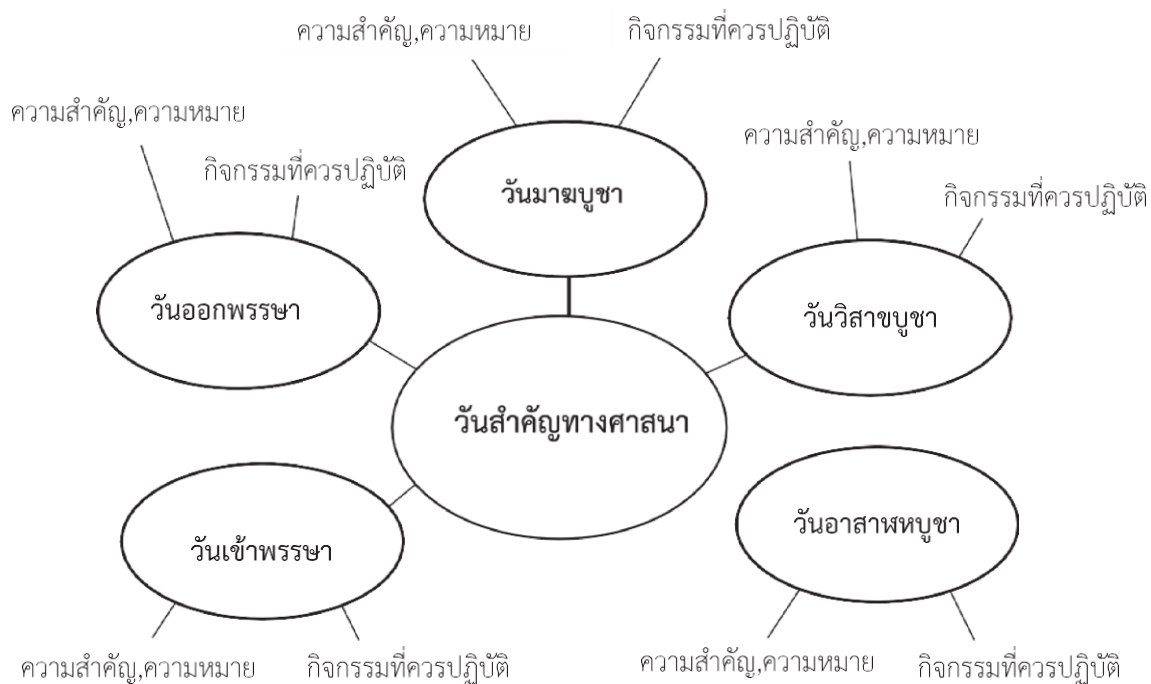 ความสำคัญ,ความหมาย
กิจกรรมที่ควรปฏิบัติ
วันมาฆบูชา
ความสำคัญ,ความหมาย
กิจกรรมที่ควรปฏิบัติ
วันออกพรรษา
ความสำคัญ,ความหมาย
กิจกรรมที่ควรปฏิบัติ
วันวิสาขบูชา
วันสำคัญทางศาสนา
วันเข้าพรรษา
ความสำคัญ,ความหมาย
กิจกรรมที่ควรปฏิบัติ
วันอาสาฬหบูชา
ความสำคัญ,ความหมาย
กิจกรรมที่ควรปฏิบัติ